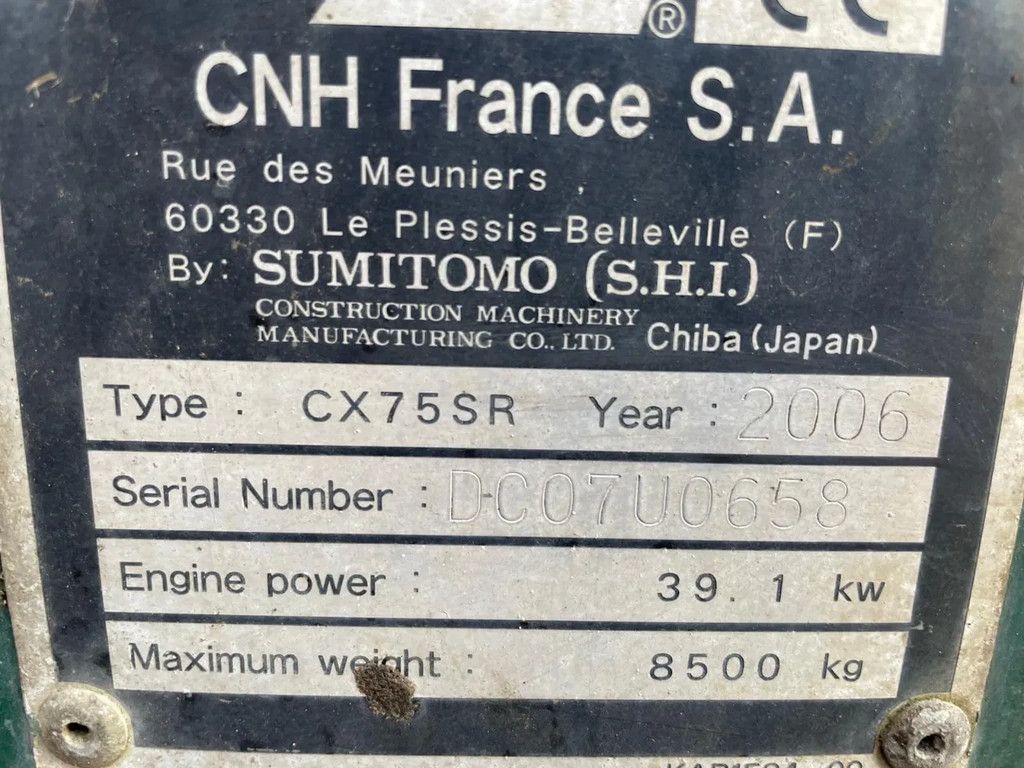 ®
CNH France S.A.
Rue des Meuniers ,
60330 Le Plessis-Belleville (F)
By: SUMITOMO (S.H.I.)
CONSTRUCTION MACHINERY
MANUFACTURING CO., LTD. Chiba (Japan)
Type : CX75SR Year : 2006
Serial Number : DC07U0658
Engine power : 39.1 kw
Maximum weight : 8500 kg